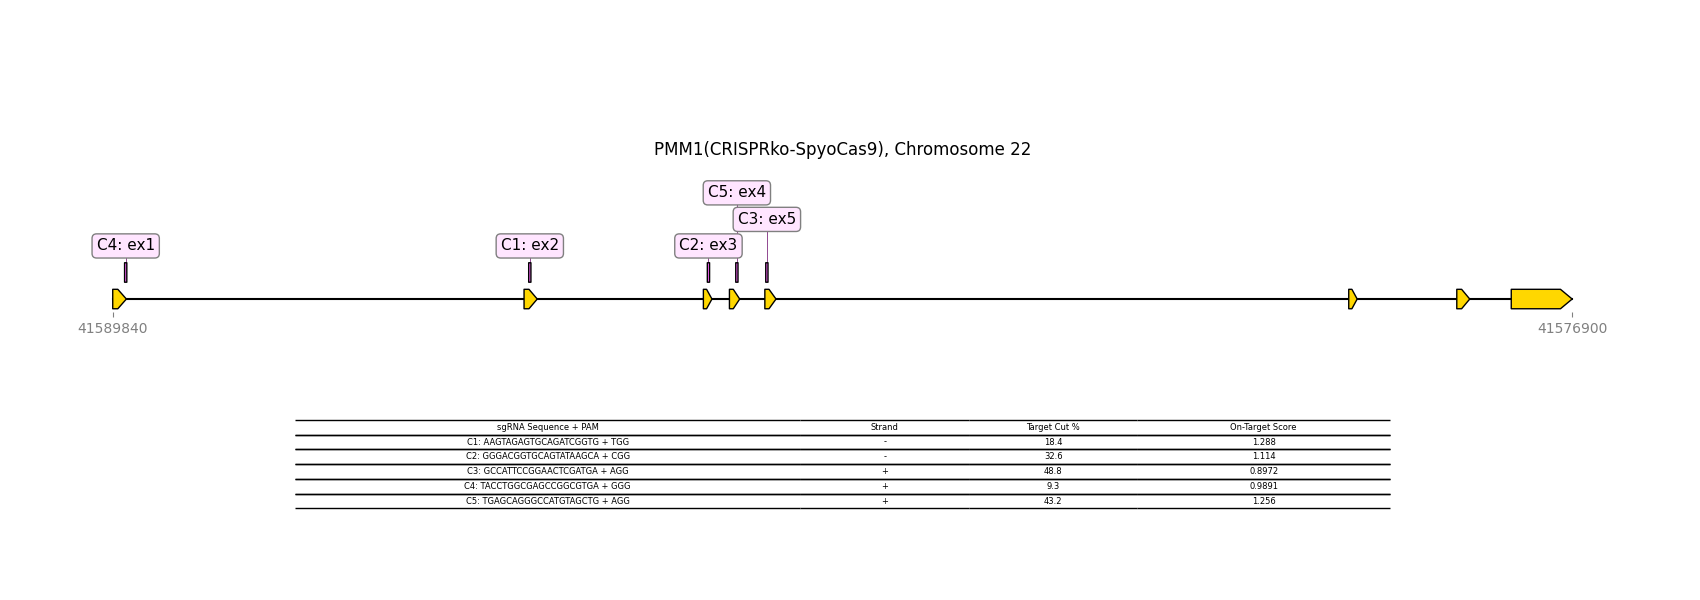 PMM1(CRISPRko-SpyoCas9), Chromosome 22
C5: ex4
C3: ex5
C4: ex1
C1: ex2
C2: ex3
41589840
41576900
sgRNA Sequence + PAM Strand Target Cut % On-Target Score
C1: AAGTAGAGTGCAGATCGGTG + TGG - 18.4 1.288
C2: GGGACGGTGCAGTATAAGCA + CGG - 32.6 1.114
C3: GCCATTCCGGAACTCGATGA + AGG + 48.8 0.8972
C4: TACCTGGCGAGCCGGCGTGA + GGG + 9.3 0.9891
C5: TGAGCAGGGCCATGTAGCTG + AGG + 43.2 1.256